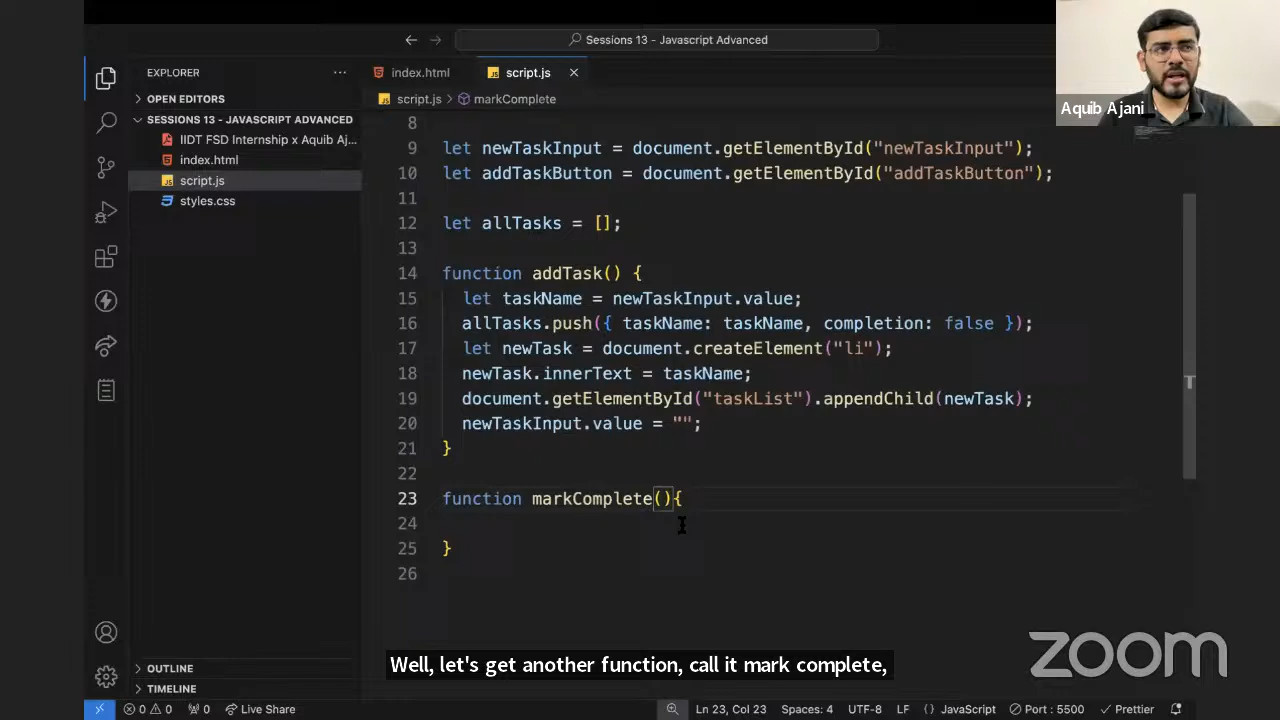 Sessions 13 - Javascript Advanced
Aquib Ajani
EXPLORER
OPEN EDITORS
SESSIONS 13 - JAVASCRIPT ADVANCED
IIDT FSD Internship x Aquib Aj...
index.html
script.js
styles.css
OUTLINE
TIMELINE
index.html
script.js
script.js > markComplete
8
9 let newTaskInput = document.getElementById("newTaskInput");
10 let addTaskButton = document.getElementById("addTaskButton");
11
12 let allTasks = [];
13
14 function addTask() {
15 let taskName = newTaskInput.value;
16 allTasks.push({ taskName: taskName, completion: false });
17 let newTask = document.createElement("li");
18 newTask.innerText = taskName;
19 document.getElementById("taskList").appendChild(newTask);
20 newTaskInput.value = "";
21 }
22
23 function markComplete(){
24
25 }
26
Well, let's get another function, call it mark complete,
zoom
0 0 0 Live Share Ln 23, Col 23 Spaces: 4 UTF-8 LF {} JavaScript Port : 5500 Prettier